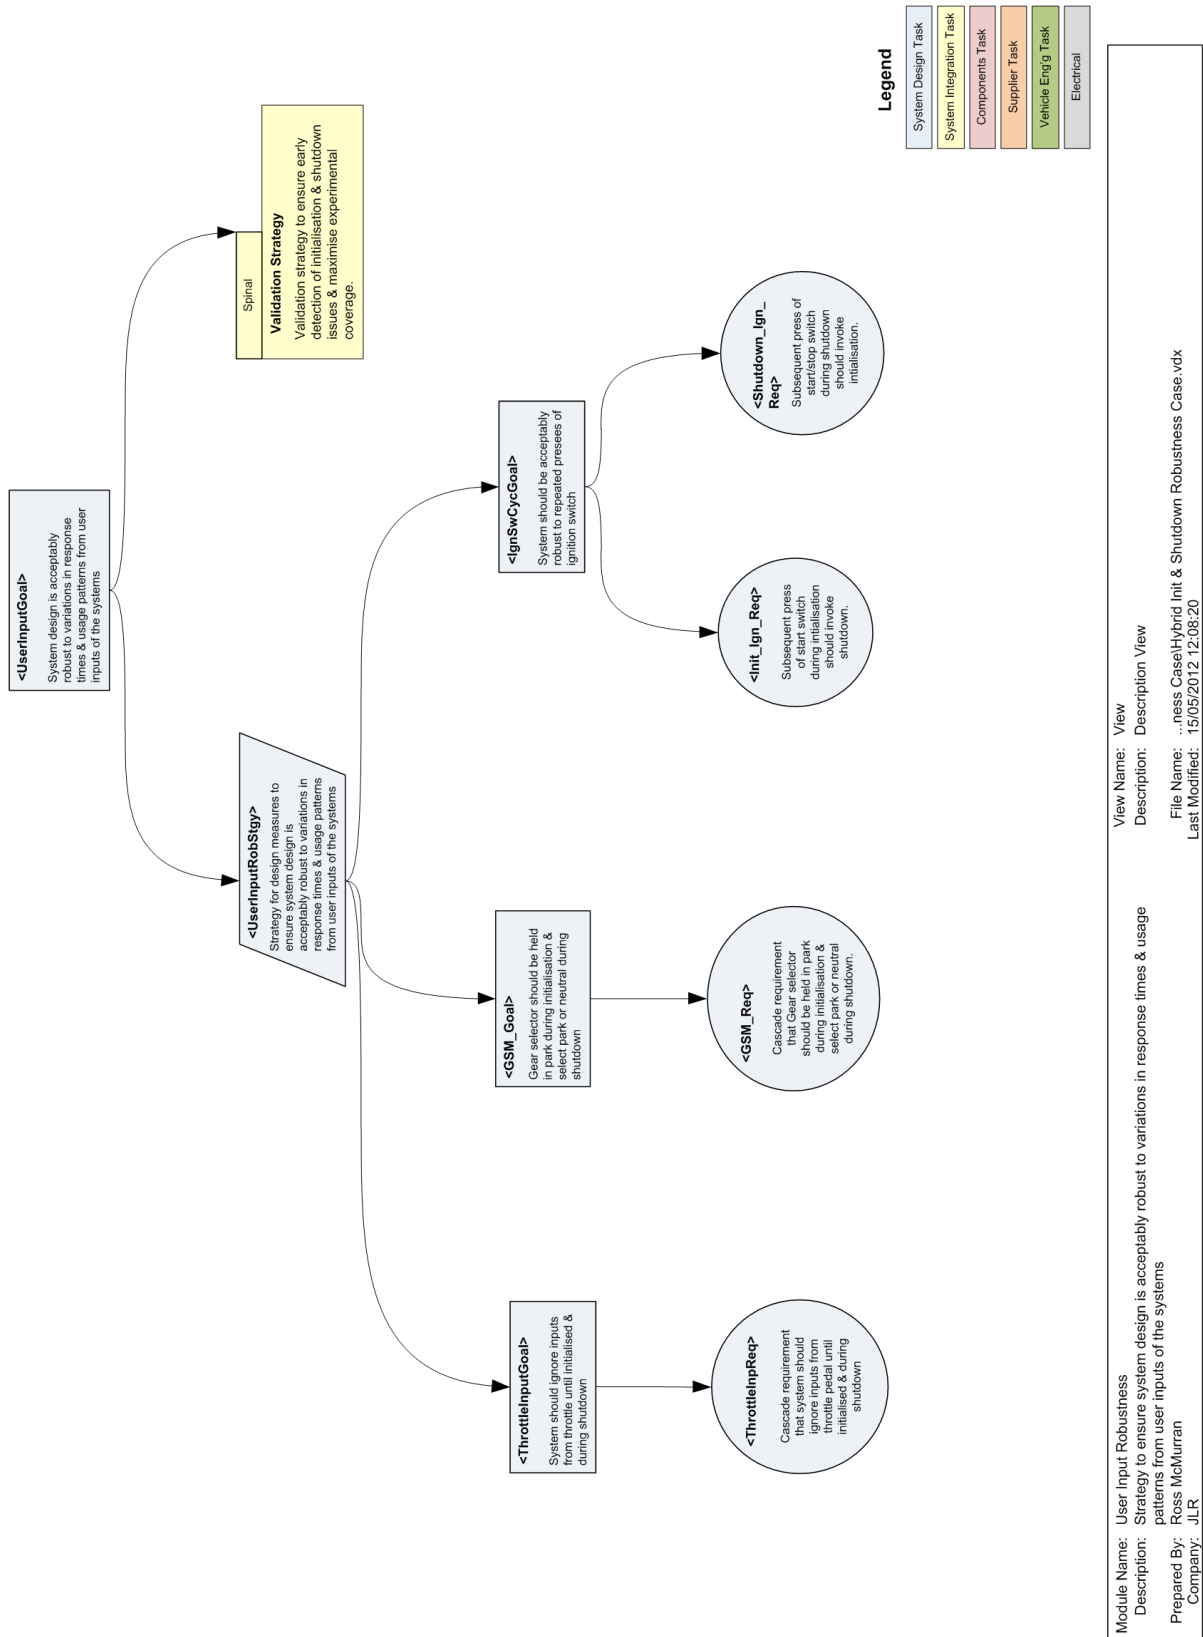 <UserInputGoal>
System design is acceptably
robust to variations in response
times & usage patterns from user
inputs of the systems
<UserInputRobStgy>
Strategy for design measures to
ensure system design is
acceptably robust to variations in
response times & usage patterns
from user inputs of the systems
Spinal
Validation Strategy
Validation strategy to ensure early
detection of initialisation & shutdown
issues & maximise experimental
coverage.
<ThrottleInputGoal>
System should ignore inputs
from throttle until initialised &
during shutdown
<GSM_Goal>
Gear selector should be held
in park during initialisation &
select park or neutral during
shutdown
<IgnSwCycGoal>
System should be acceptably
robust to repeated presees of
ignition switch
<ThrottleInpReq>
Cascade requirement
that system should
ignore inputs from
throttle pedal until
initialised & during
shutdown
<GSM_Req>
Cascade requirement
that Gear selector
should be held in park
during initialisation &
select park or neutral
during shutdown.
<Init_Ign_Req>
Subsequent press
of start switch
during intialisation
should invoke
shutdown.
<Shutdown_Ign_
Req>
Subsequent press of
start/stop switch
during shutdown
should invoke
intialisation.
Legend
System Design Task
System Integration Task
Components Task
Supplier Task
Vehicle Eng'g Task
Electrical
Module Name: User Input Robustness
Description: Strategy to ensure system design is acceptably robust to variations in response times & usage
patterns from user inputs of the systems
Prepared By: Ross McMurran
Company: JLR
View Name: View
Description: Description View
File Name: ...ness Case\Hybrid Init & Shutdown Robustness Case.vdx
Last Modified: 15/05/2012 12:08:20